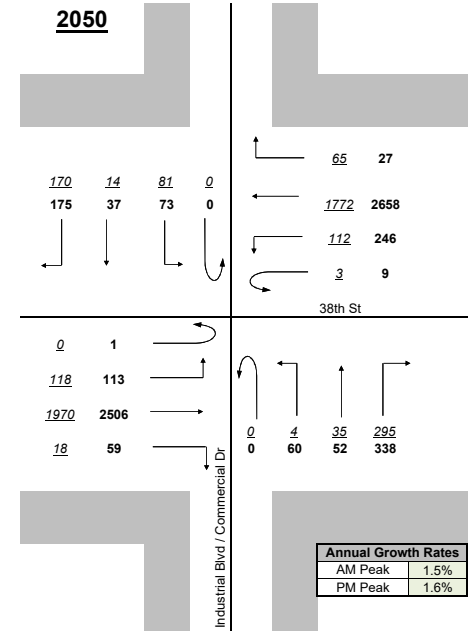 2050
65 27
170 14 81 0
175 37 73 0
1772 2658
112 246
3 9
38th St
0 1
118 113
1970 2506
18 59
0 4 35 295
0 60 52 338
Industrial Blvd / Commercial Dr
Annual Growth Rates
AM Peak 1.5%
PM Peak 1.6%